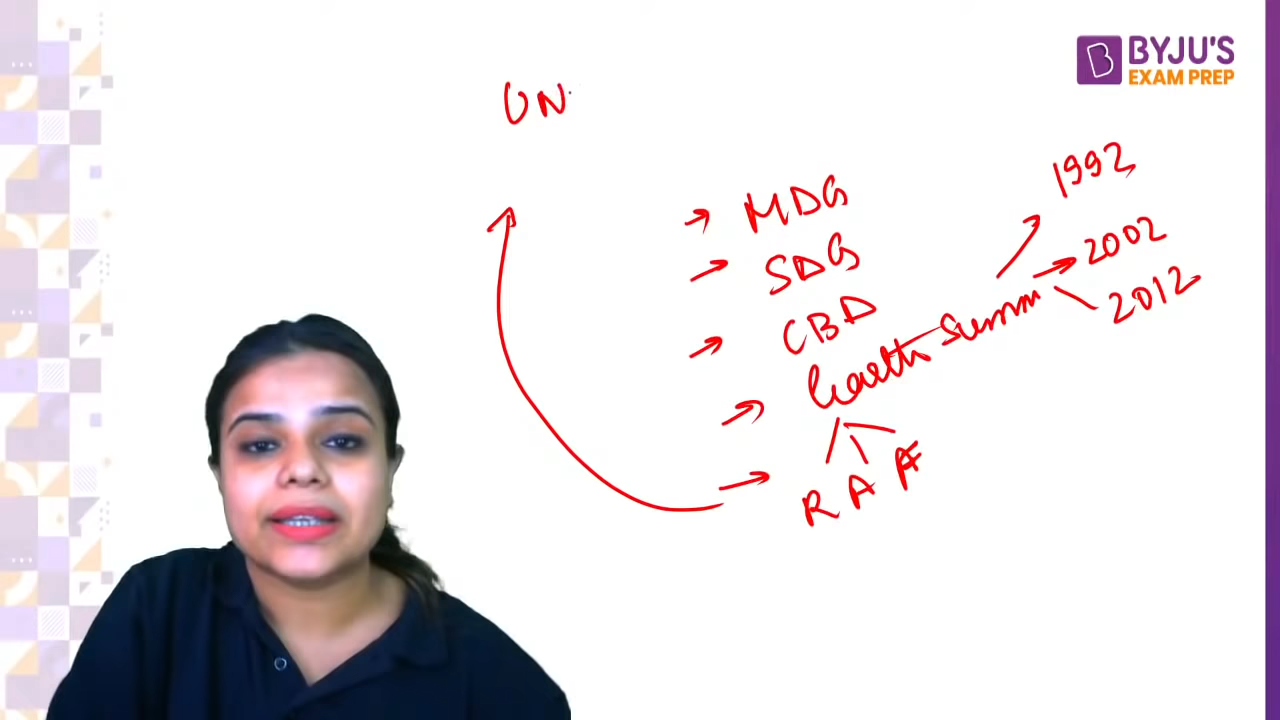 BYJU'S
EXAM PREP
UN
MDG
SDG
CBD
Earth Summ
1992
2002
2012
R A F